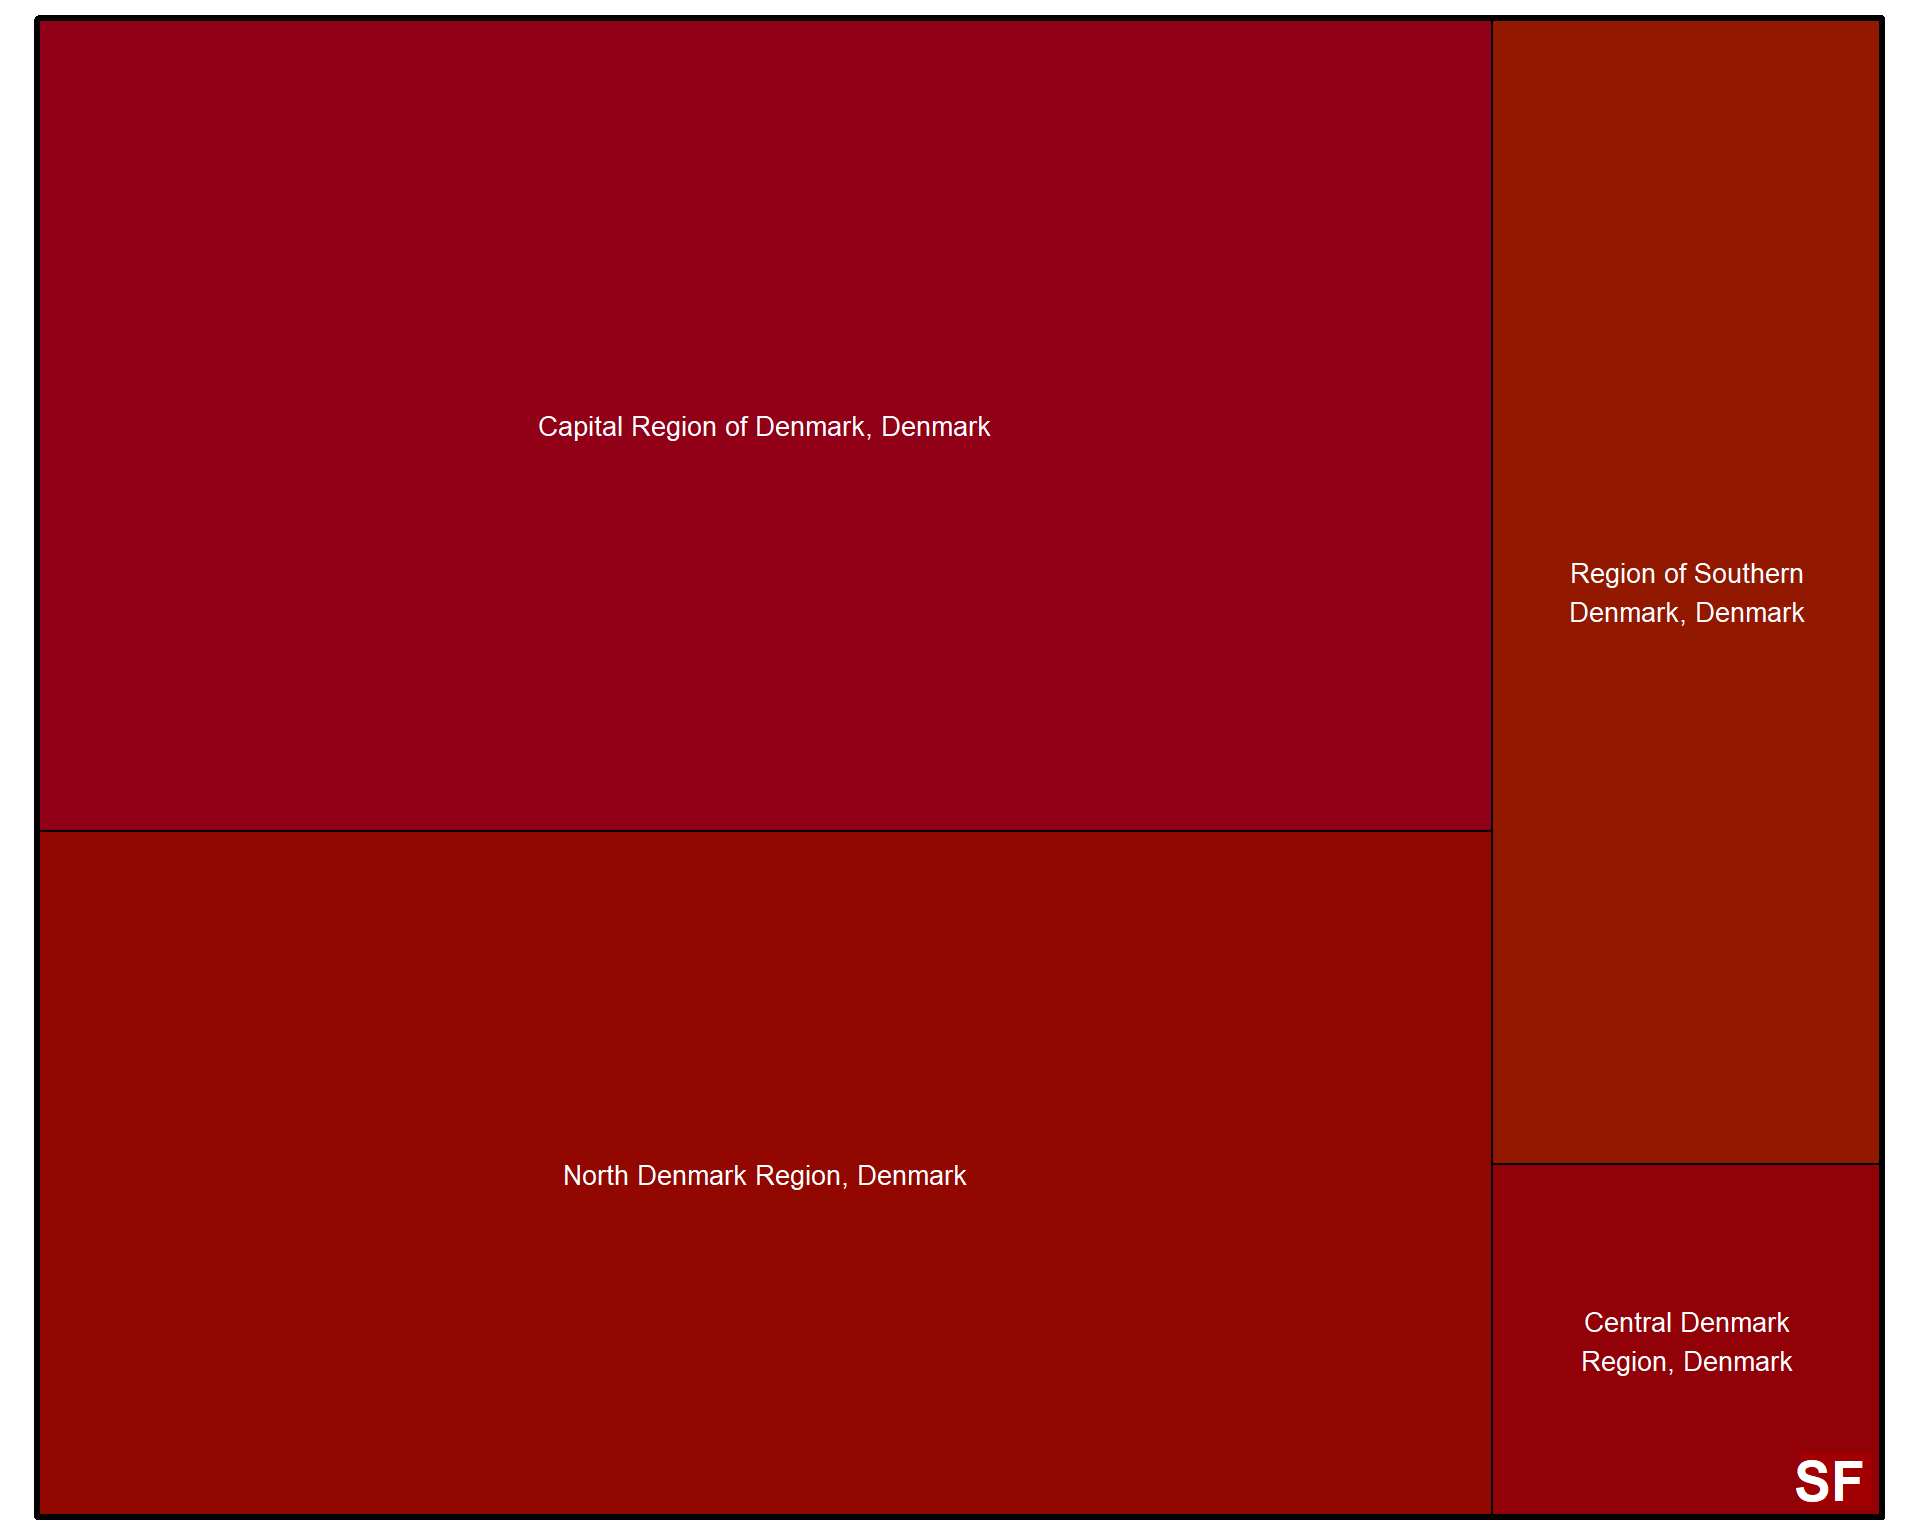 Capital Region of Denmark, Denmark
Region of Southern
Denmark, Denmark
North Denmark Region, Denmark
Central Denmark
Region, Denmark
SF